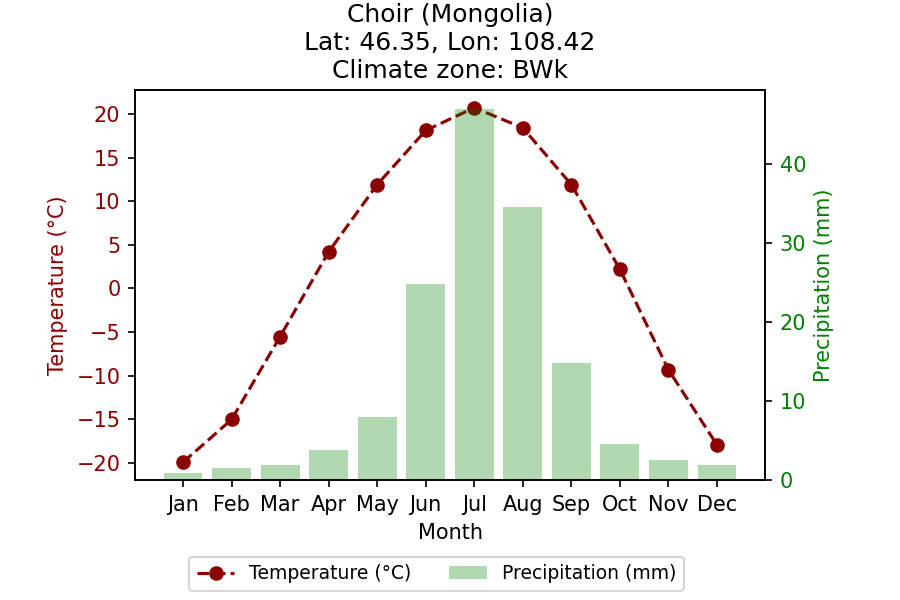 Choir (Mongolia)
Lat: 46.35, Lon: 108.42
Climate zone: BWk
Temperature (°C)
20
15
10
5
0
−5
−10
−15
−20
40
30
20
10
0
Precipitation (mm)
Jan Feb Mar Apr May Jun Jul Aug Sep Oct Nov Dec
Month
Temperature (°C) Precipitation (mm)